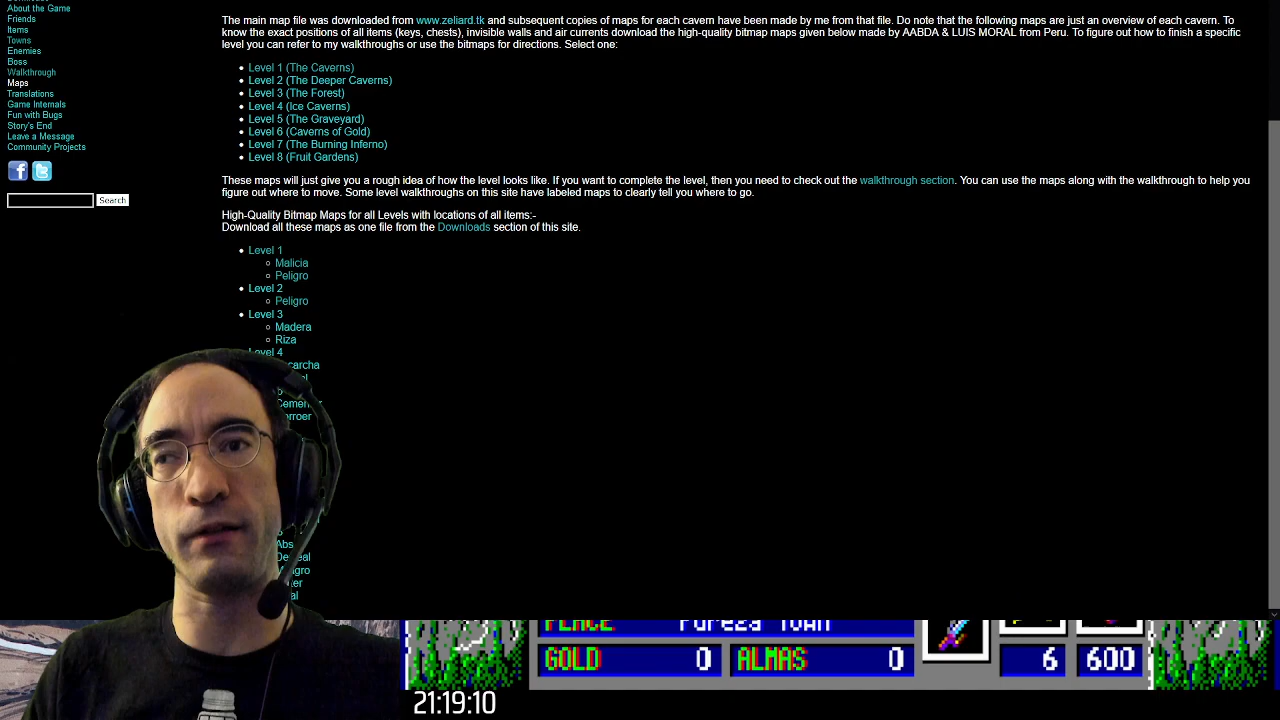 About the Game
Friends
Items
Towns
Enemies
Boss
Walkthrough
Maps
Translations
Game Internals
Fun with Bugs
Story's End
Leave a Message
Community Projects
Search
The main map file was downloaded from www.zeliard.tk and subsequent copies of maps for each cavern have been made by me from that file. Do note that the following maps are just an overview of each cavern. To
know the exact positions of all items (keys, chests), invisible walls and air currents download the high-quality bitmap maps given below made by AABDA & LUIS MORAL from Peru. To figure out how to finish a specific
level you can refer to my walkthroughs or use the bitmaps for directions. Select one:
Level 1 (The Caverns)
Level 2 (The Deeper Caverns)
Level 3 (The Forest)
Level 4 (Ice Caverns)
Level 5 (The Graveyard)
Level 6 (Caverns of Gold)
Level 7 (The Burning Inferno)
Level 8 (Fruit Gardens)
These maps will just give you a rough idea of how the level looks like. If you want to complete the level, then you need to check out the walkthrough section. You can use the maps along with the walkthrough to help you
figure out where to move. Some level walkthroughs on this site have labeled maps to clearly tell you where to go.
High-Quality Bitmap Maps for all Levels with locations of all items:-
Download all these maps as one file from the Downloads section of this site.
Level 1
Malicia
Peligro
Level 2
Peligro
Level 3
Madera
Riza
Level 4
PLACE Pureza Town
GOLD 0 ALMAS 0 6 600
21:19:10